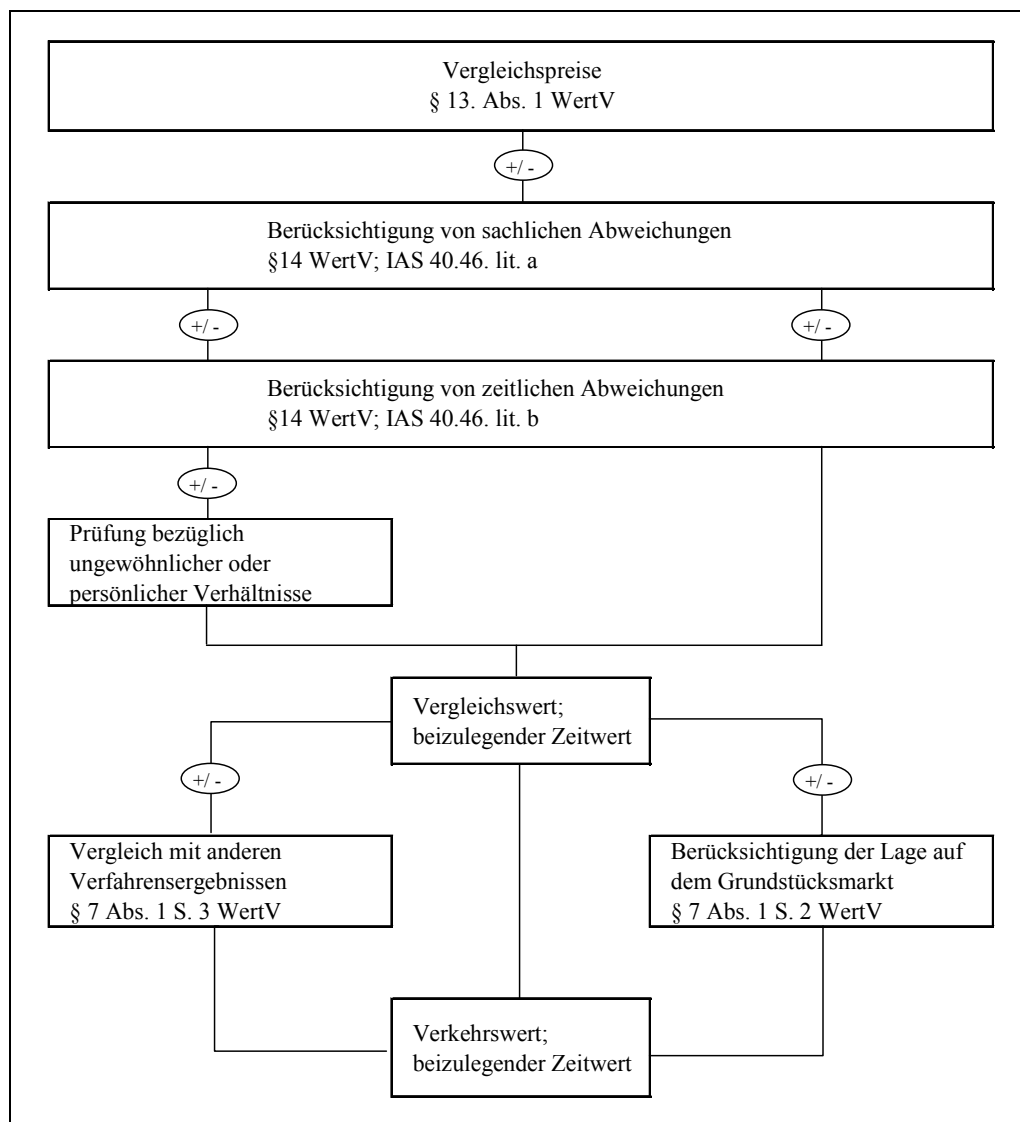 Vergleichspreise
§ 13. Abs. 1 WertV
+/ -
Berücksichtigung von sachlichen Abweichungen
§14 WertV; IAS 40.46. lit. a
+/ -
+/ -
Berücksichtigung von zeitlichen Abweichungen
§14 WertV; IAS 40.46. lit. b
+/ -
Prüfung bezüglich
ungewöhnlicher oder
persönlicher Verhältnisse
Vergleichswert;
beizulegender Zeitwert
+/ -
+/ -
Vergleich mit anderen
Verfahrensergebnissen
§ 7 Abs. 1 S. 3 WertV
Berücksichtigung der Lage auf
dem Grundstücksmarkt
§ 7 Abs. 1 S. 2 WertV
Verkehrswert;
beizulegender Zeitwert